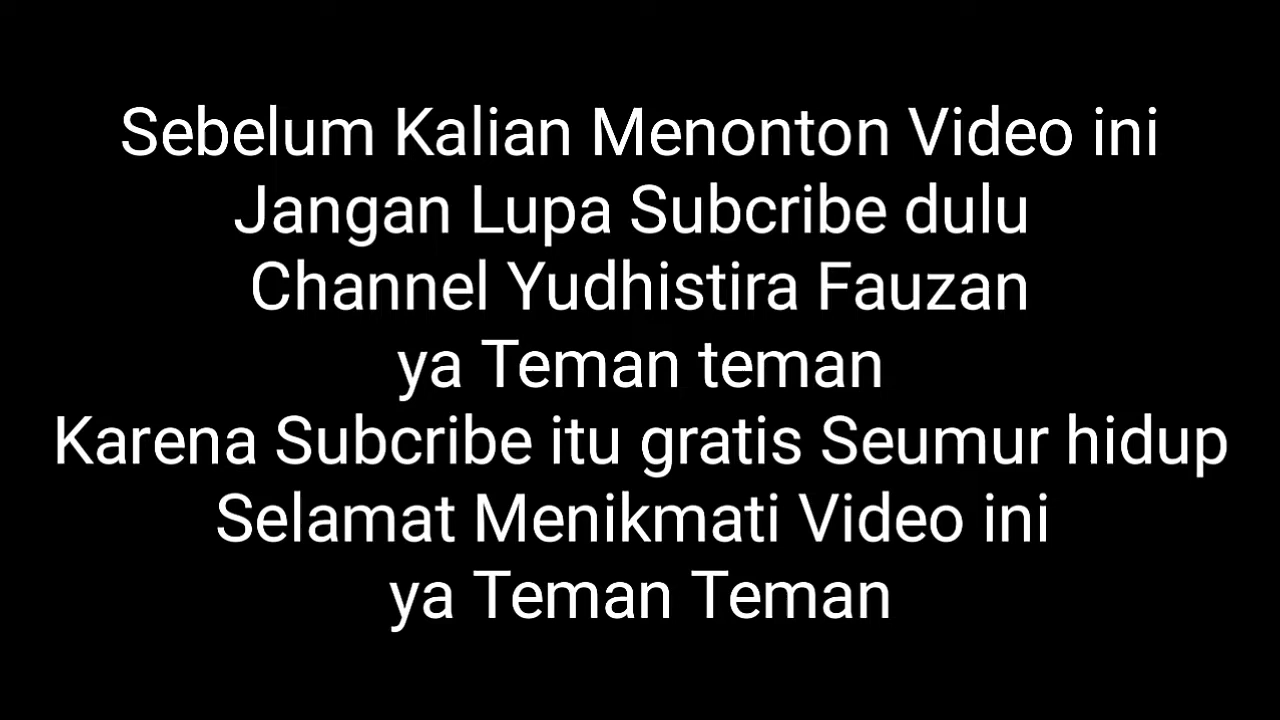 Sebelum Kalian Menonton Video ini
Jangan Lupa Subcribe dulu
Channel Yudhistira Fauzan
ya Teman teman
Karena Subcribe itu gratis Seumur hidup
Selamat Menikmati Video ini
ya Teman Teman